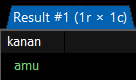 Result #1 (1r × 1c)
kanan
amu